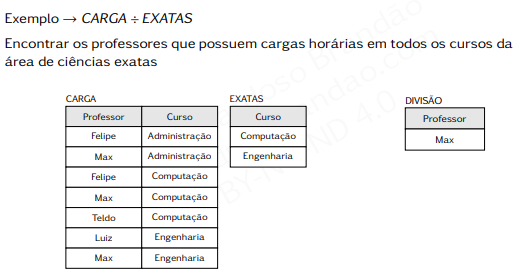 Exemplo → CARGA ÷ EXATAS
Encontrar os professores que possuem cargas horárias em todos os cursos da
área de ciências exatas
CARGA
Professor Curso
Felipe Administração
Max Administração
Felipe Computação
Max Computação
Teldo Computação
Luiz Engenharia
Max Engenharia
EXATAS
Curso
Computação
Engenharia
DIVISÃO
Professor
Max